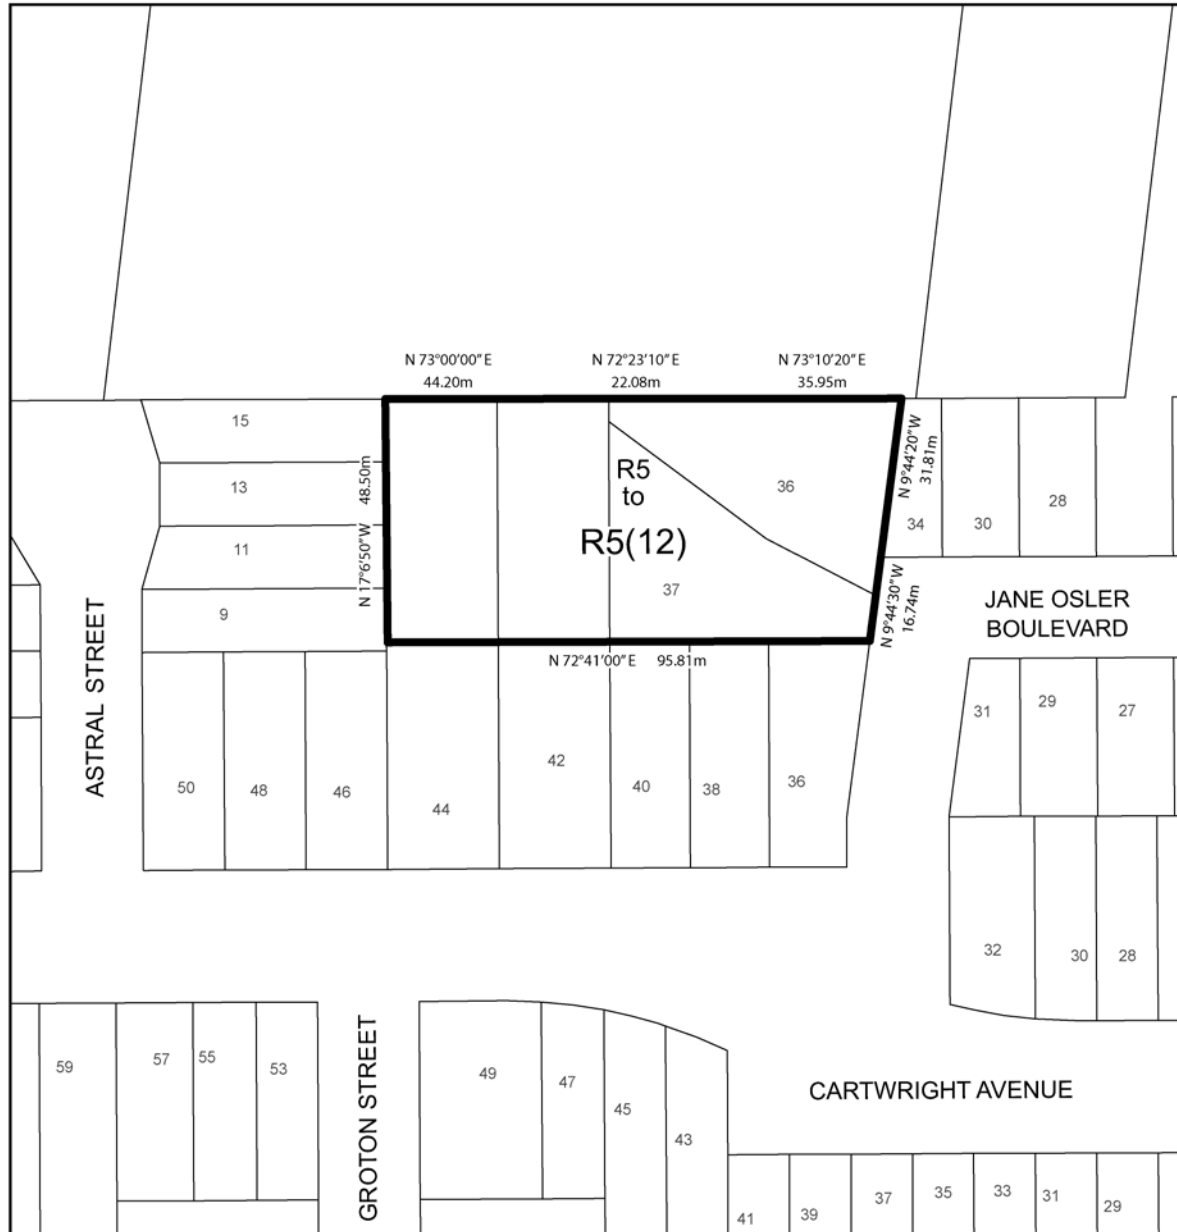 N 73°00'00"E
44.20m
N 72°23'10"E
22.08m
N 73°10'20"E
35.95m
15
13
11
9
N 17°6'50"W 48.50m
R5
to
R5(12)
36
37
N 9°44'20"W
31.81m
34
30
28
N 9°44'30"W
16.74m
N 72°41'00"E 95.81m
JANE OSLER
BOULEVARD
ASTRAL STREET
31
29
27
50
48
46
44
42
40
38
36
32
30
28
59
57
55
53
GROTON STREET
49
47
45
43
CARTWRIGHT AVENUE
41
39
37
35
33
31
29